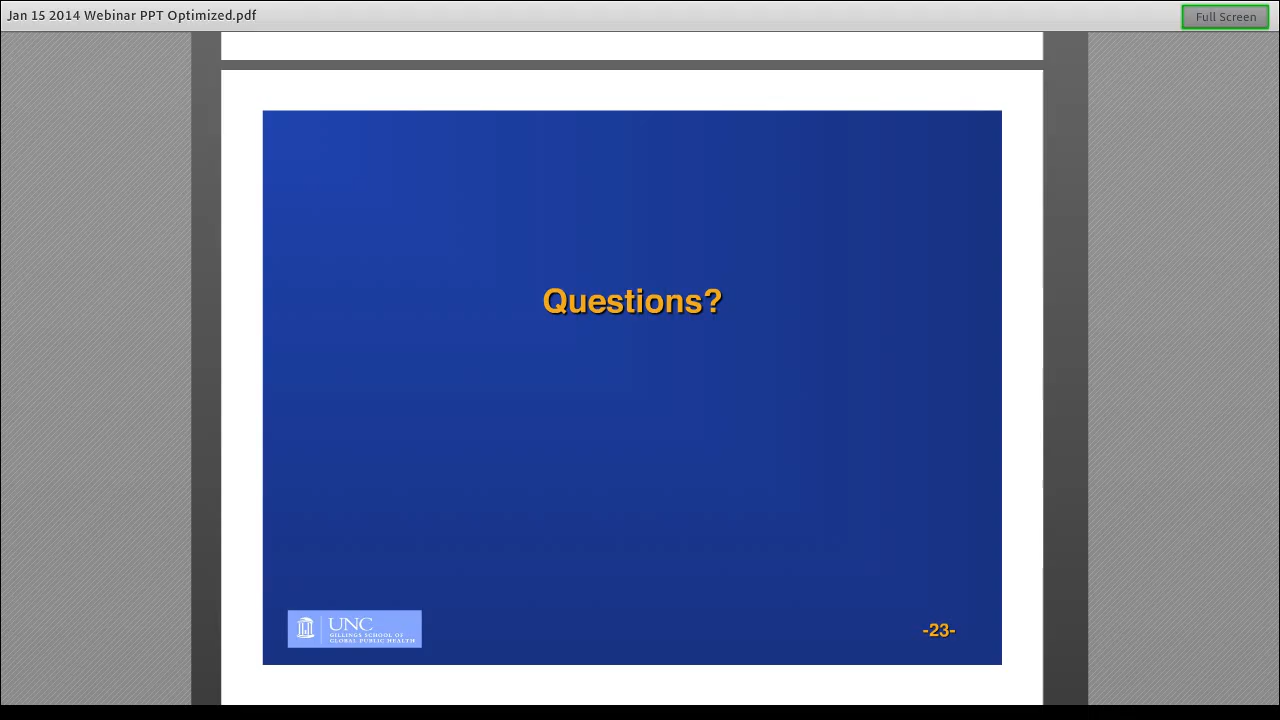 Jan 15 2014 Webinar PPT Optimized.pdf
Full Screen
Questions?
UNC
GILLINGS SCHOOL OF
GLOBAL PUBLIC HEALTH
-23-